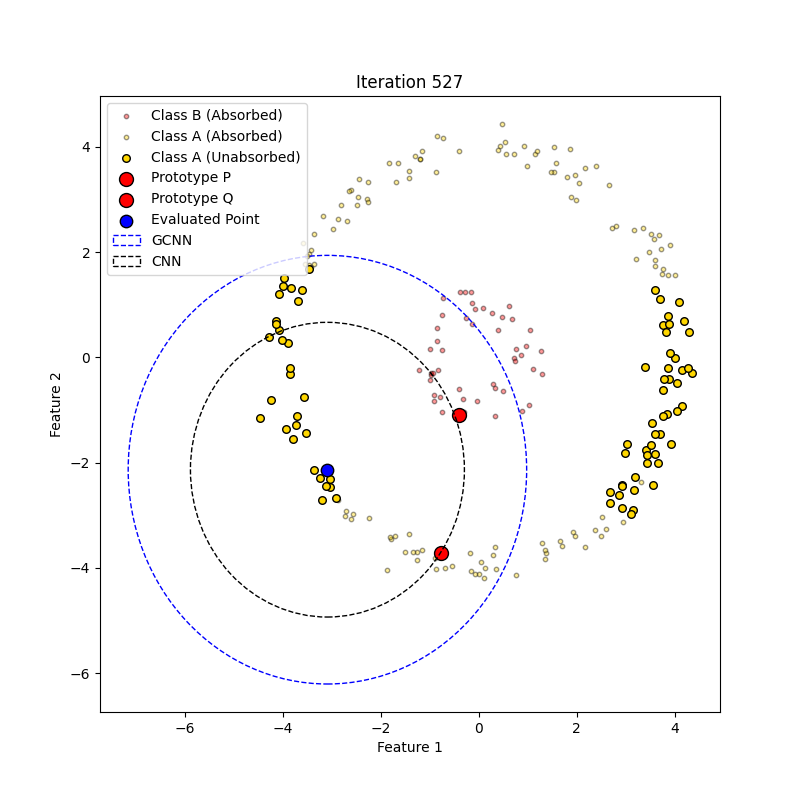 Iteration 527
Class B (Absorbed)
Class A (Absorbed)
Class A (Unabsorbed)
Prototype P
Prototype Q
Evaluated Point
GCNN
CNN
Feature 2
4
2
0
−2
−4
−6
−6 −4 −2 0 2 4
Feature 1